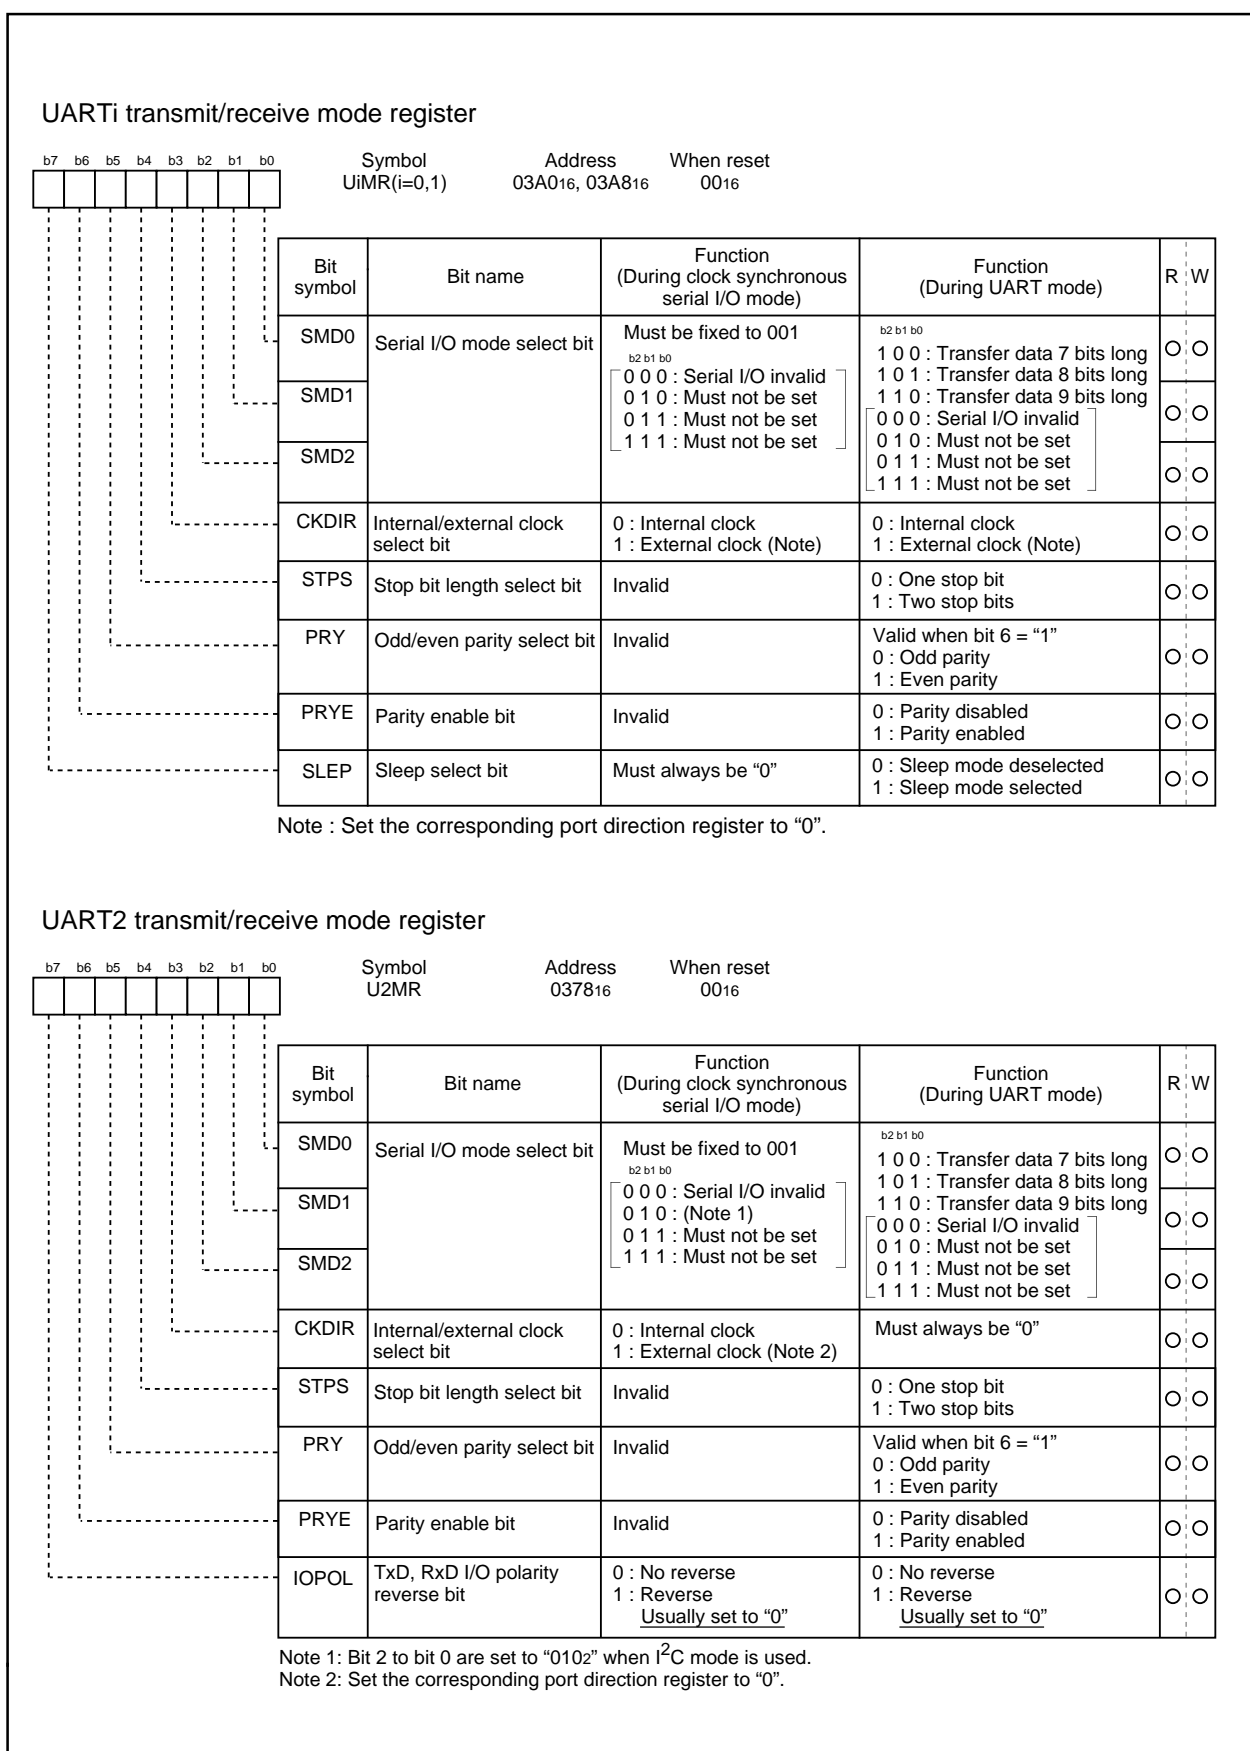 UARTi transmit/receive mode register
b7 b6 b5 b4 b3 b2 b1 b0
Symbol Address When reset
UiMR(i=0,1) 03A016, 03A816 0016
Bit symbol Bit name Function (During clock synchronous serial I/O mode) Function (During UART mode) R W
SMD0 Serial I/O mode select bit
SMD1
SMD2
Must be fixed to 001
b2 b1 b0
0 0 0 : Serial I/O invalid
0 1 0 : Must not be set
0 1 1 : Must not be set
1 1 1 : Must not be set
b2 b1 b0
1 0 0 : Transfer data 7 bits long
1 0 1 : Transfer data 8 bits long
1 1 0 : Transfer data 9 bits long
0 0 0 : Serial I/O invalid
0 1 0 : Must not be set
0 1 1 : Must not be set
1 1 1 : Must not be set
CKDIR Internal/external clock select bit
0 : Internal clock
1 : External clock (Note)
0 : Internal clock
1 : External clock (Note)
STPS Stop bit length select bit Invalid
0 : One stop bit
1 : Two stop bits
PRY Odd/even parity select bit Invalid
Valid when bit 6 = “1”
0 : Odd parity
1 : Even parity
PRYE Parity enable bit Invalid
0 : Parity disabled
1 : Parity enabled
SLEP Sleep select bit Must always be “0”
0 : Sleep mode deselected
1 : Sleep mode selected
Note : Set the corresponding port direction register to “0”.
UART2 transmit/receive mode register
b7 b6 b5 b4 b3 b2 b1 b0
Symbol Address When reset
U2MR 037816 0016
Bit symbol Bit name Function (During clock synchronous serial I/O mode) Function (During UART mode) R W
SMD0 Serial I/O mode select bit
SMD1
SMD2
Must be fixed to 001
b2 b1 b0
0 0 0 : Serial I/O invalid
0 1 0 : (Note 1)
0 1 1 : Must not be set
1 1 1 : Must not be set
b2 b1 b0
1 0 0 : Transfer data 7 bits long
1 0 1 : Transfer data 8 bits long
1 1 0 : Transfer data 9 bits long
0 0 0 : Serial I/O invalid
0 1 0 : Must not be set
0 1 1 : Must not be set
1 1 1 : Must not be set
CKDIR Internal/external clock select bit
0 : Internal clock
1 : External clock (Note 2)
Must always be “0”
STPS Stop bit length select bit Invalid
0 : One stop bit
1 : Two stop bits
PRY Odd/even parity select bit Invalid
Valid when bit 6 = “1”
0 : Odd parity
1 : Even parity
PRYE Parity enable bit Invalid
0 : Parity disabled
1 : Parity enabled
IOPOL TxD, RxD I/O polarity reverse bit
0 : No reverse
1 : Reverse
Usually set to “0”
0 : No reverse
1 : Reverse
Usually set to “0”
Note 1: Bit 2 to bit 0 are set to “0102” when I2C mode is used.
Note 2: Set the corresponding port direction register to “0”.